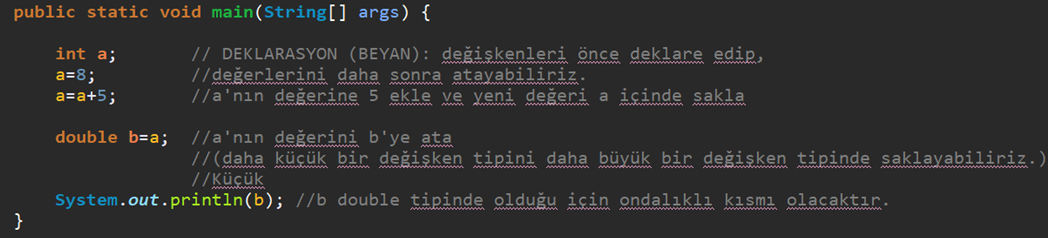 public static void main(String[] args) {
int a; // DEKLARASYON (BEYAN): değişkenleri önce deklare edip,
a=8; //değerlerini daha sonra atayabiliriz.
a=a+5; //a'nın değerine 5 ekle ve yeni değeri a içinde sakla
double b=a; //a'nın değerini b'ye ata
//(daha küçük bir değişken tipini daha büyük bir değişken tipinde saklayabiliriz.)
//Küçük
System.out.println(b); //b double tipinde olduğu için ondalıklı kısmı olacaktır.
}